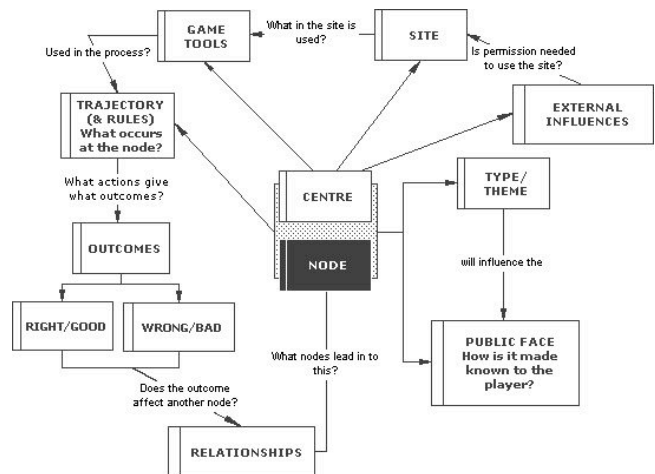 GAME
TOOLS
What in the site is
used?
SITE
Used in the process?
Is permission needed
to use the site?
TRAJECTORY
(& RULES)
What occurs
at the node?
EXTERNAL
INFLUENCES
What actions give
what outcomes?
CENTRE
TYPE/
THEME
OUTCOMES
NODE
will influence the
RIGHT/GOOD
WRONG/BAD
What nodes lead in to
this?
PUBLIC FACE
How is it made
known to the
player?
Does the outcome
affect another node?
RELATIONSHIPS